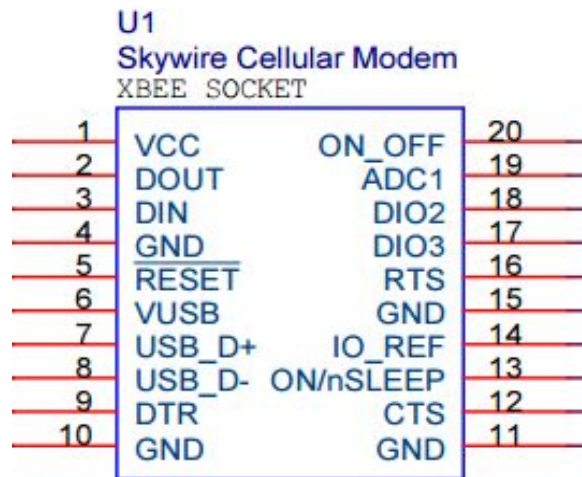 U1
Skywire Cellular Modem
XBEE SOCKET
1 VCC ON_OFF 20
2 DOUT ADC1 19
3 DIN DIO2 18
4 GND DIO3 17
5 RESET RTS 16
6 VUSB GND 15
7 USB_D+ IO_REF 14
8 USB_D- ON/nSLEEP 13
9 DTR CTS 12
10 GND GND 11